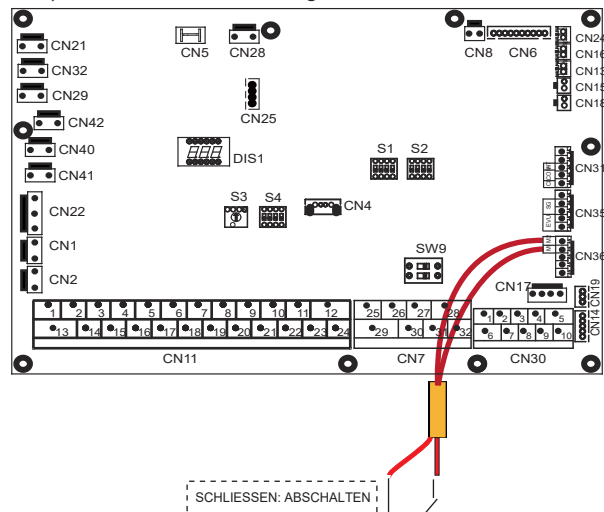 CN21
CN32
CN29
CN42
CN40
CN41
CN22
CN1
CN2
CN5
CN28
CN25
DIS1
S1 S2
S3 S4
CN4
SW9
CN8 CN6
CN24
CN16
CN13
CN15
CN18
CN31
SG
EVU
CN35
M1 M2
CN36
CN17
CN19
CN14
1 2 3 4 5 6 7 8 9 10 11 12
13 14 15 16 17 18 19 20 21 22 23 24
CN11
25 26 27 28
29 30 31 32
CN7
1 2 3 4 5
6 7 8 9 10
CN30
SCHLIESSEN: ABSCHALTEN